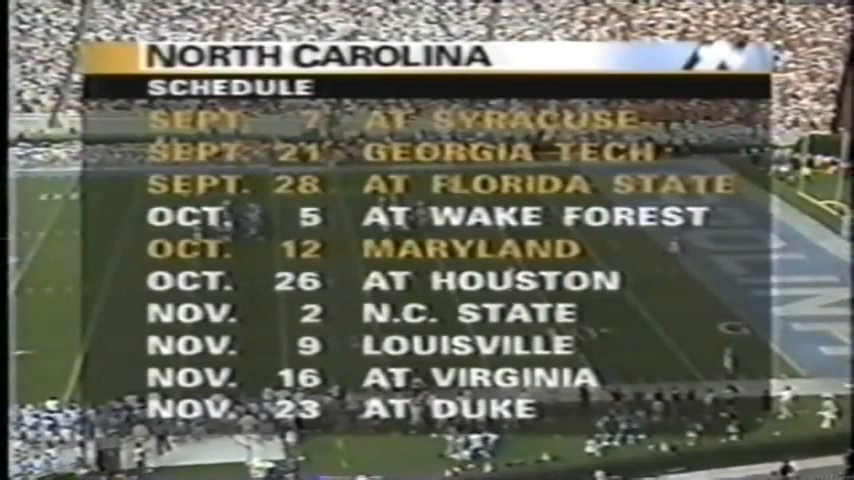 NORTH CAROLINA
SCHEDULE
SEPT. 7 AT SYRACUSE
SEPT. 21 GEORGIA TECH
SEPT. 28 AT FLORIDA STATE
OCT. 5 AT WAKE FOREST
OCT. 12 MARYLAND
OCT. 26 AT HOUSTON
NOV. 2 N.C. STATE
NOV. 9 LOUISVILLE
NOV. 16 AT VIRGINIA
NOV. 23 AT DUKE